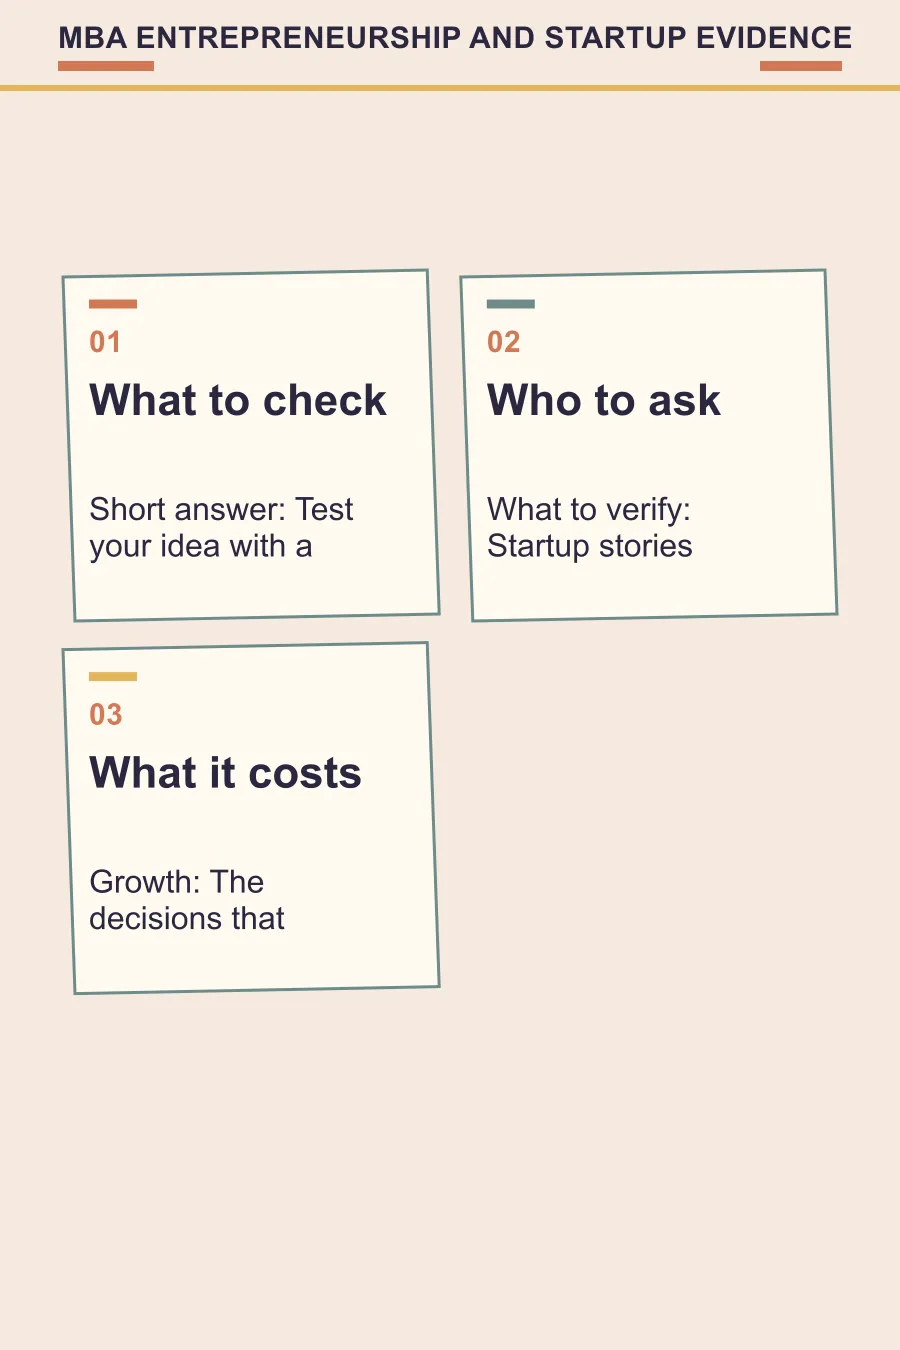 MBA ENTREPRENEURSHIP AND STARTUP EVIDENCE
01
What to check
Short answer: Test
your idea with a
02
Who to ask
What to verify:
Startup stories
03
What it costs
Growth: The
decisions that